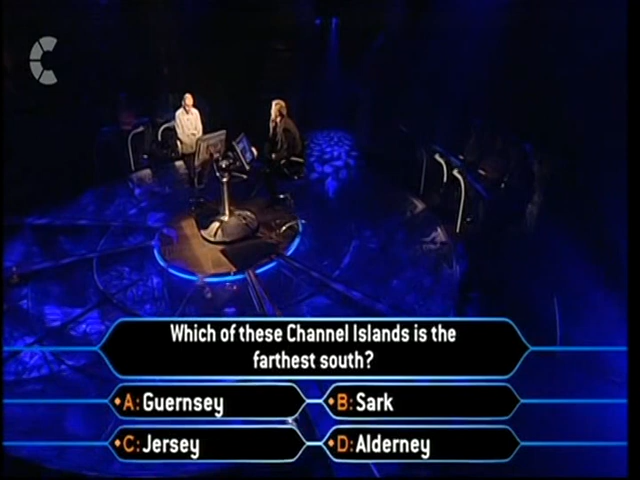 Which of these Channel Islands is the
farthest south?
A: Guernsey
B: Sark
C: Jersey
D: Alderney